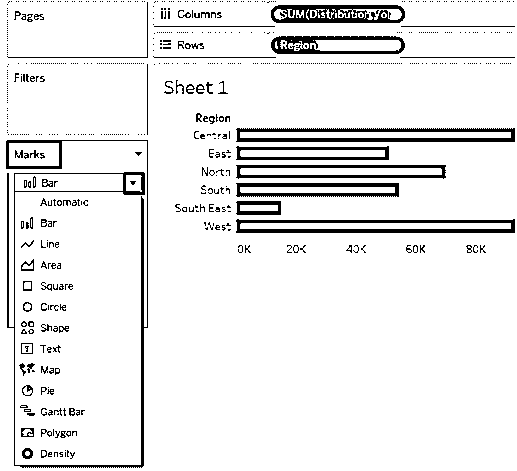 Pages
Columns
SUM(Distribution
Rows
Region
Filters
Sheet 1
Region
Central
East
North
South
South East
West
0K 20K 40K 60K 80K
Marks
Bar
Automatic
Bar
Line
Area
Square
Circle
Shape
Text
Map
Pie
Gantt Bar
Polygon
Density